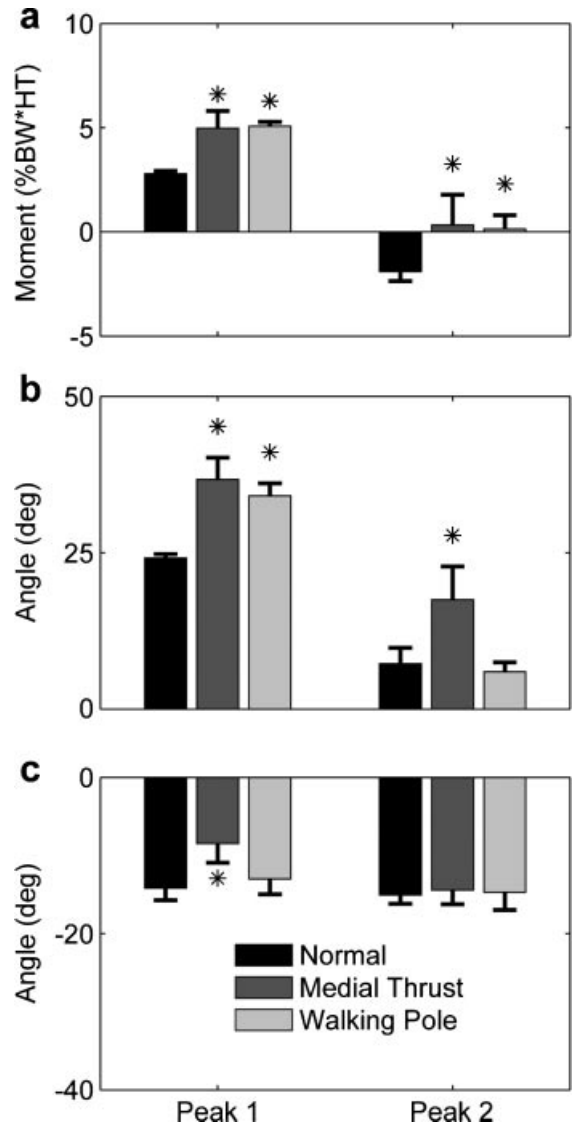 a
10
5
0
-5
Moment (%BW*HT)
* * * *
b
50
25
0
Angle (deg)
* * *
c
0
-20
-40
Angle (deg)
*
Normal
Medial Thrust
Walking Pole
Peak 1 Peak 2